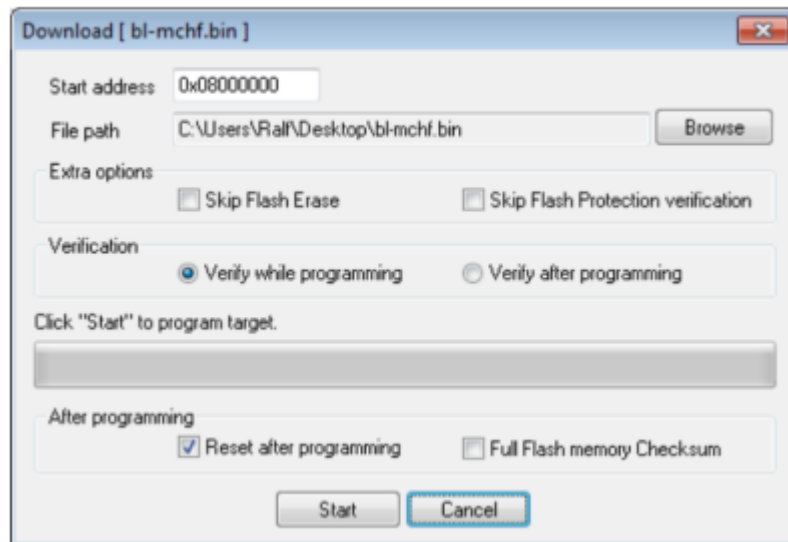 Download [ bl-mchf.bin ]
Start address 0x08000000
File path C:\Users\Ralf\Desktop\bl-mchf.bin Browse
Extra options
Skip Flash Erase Skip Flash Protection verification
Verification
Verify while programming Verify after programming
Click "Start" to program target.
After programming
Reset after programming Full Flash memory Checksum
Start Cancel